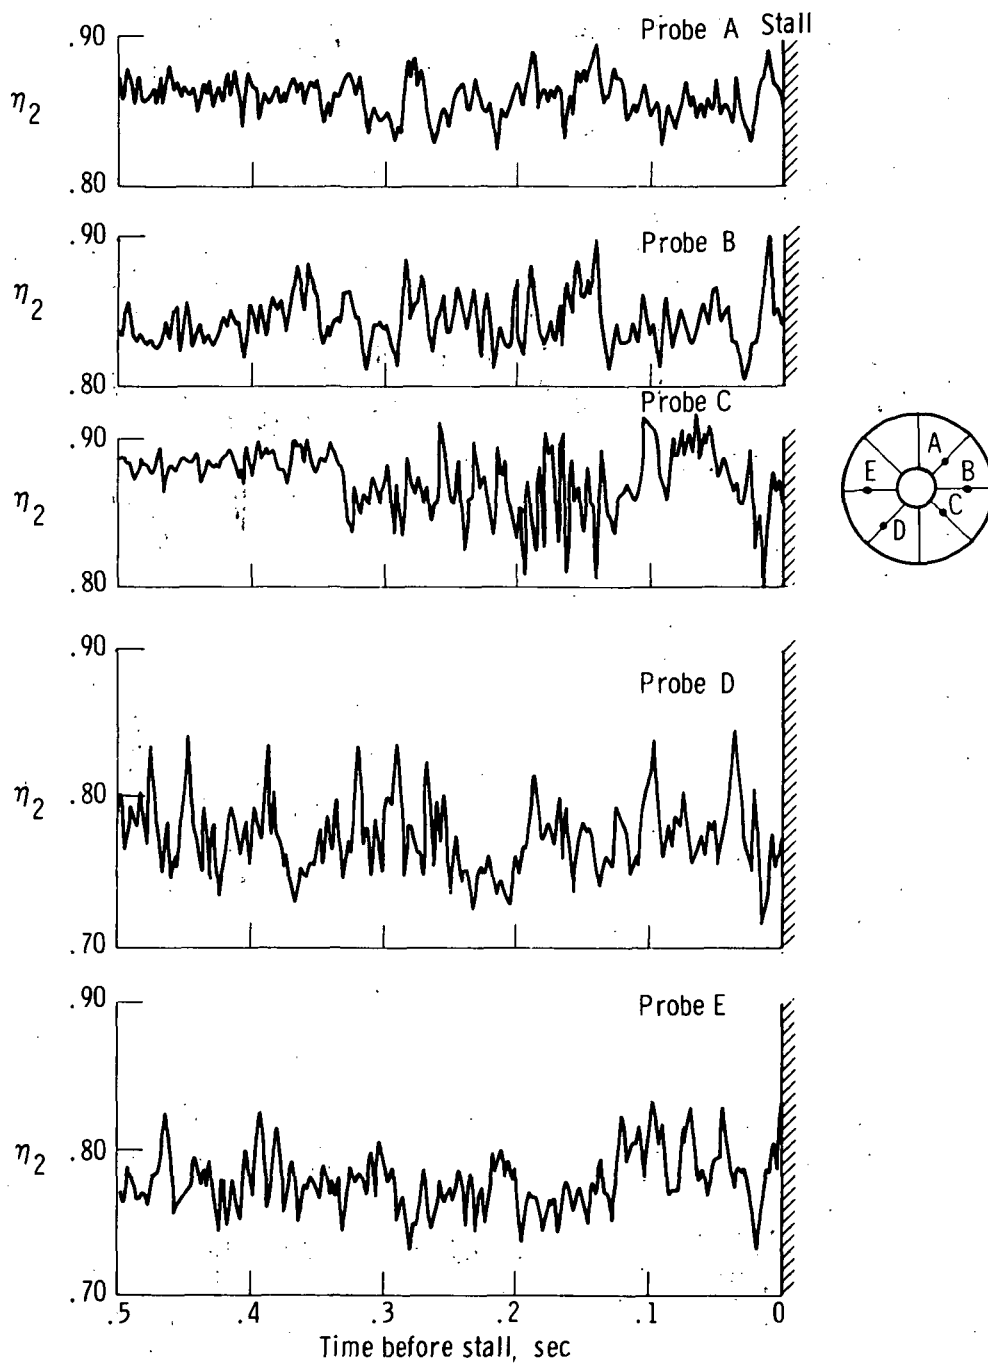 Probe A Stall
.90
η2
.80
Probe B
.90
η2
.80
Probe C
.90
η2
.80
A
E
B
C
D
.90
Probe D
η2
.80
.70
.90
Probe E
η2
.80
.70
.5 .4 .3 .2 .1 0
Time before stall, sec